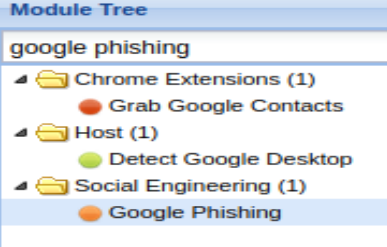 Module Tree
google phishing
Chrome Extensions (1)
Grab Google Contacts
Host (1)
Detect Google Desktop
Social Engineering (1)
Google Phishing